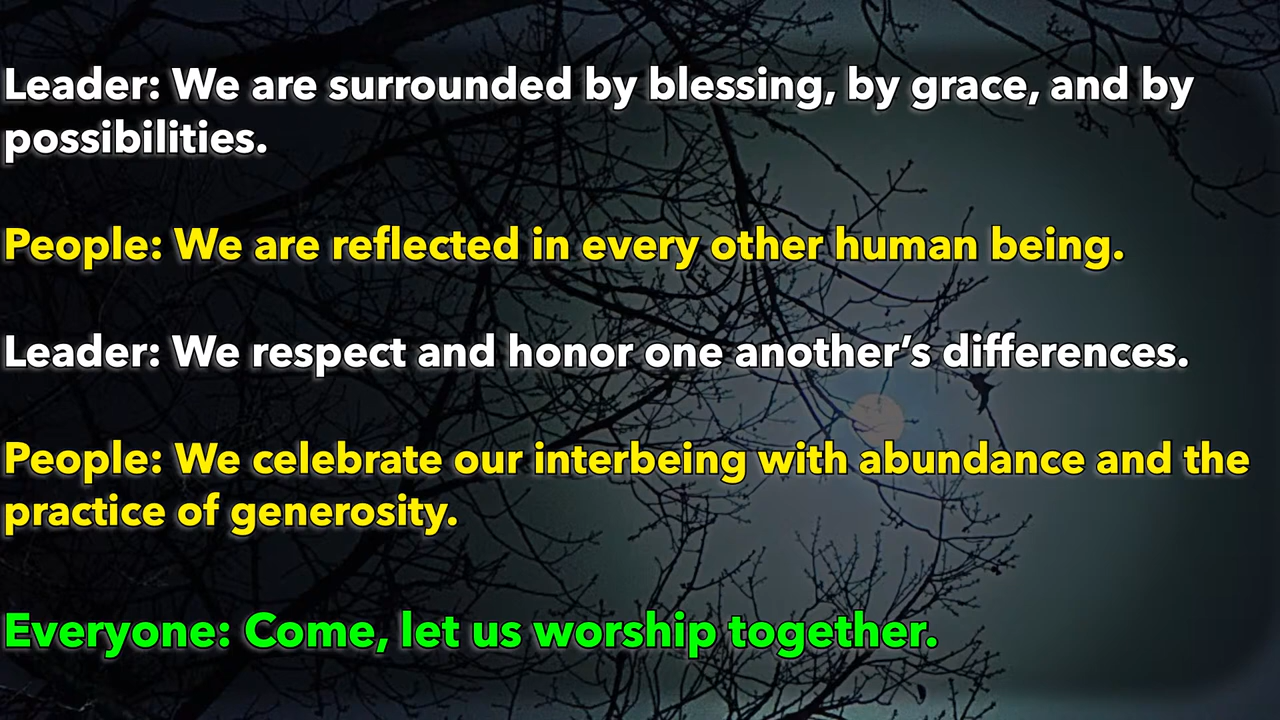 Leader: We are surrounded by blessing, by grace, and by
possibilities.
People: We are reflected in every other human being.
Leader: We respect and honor one another’s differences.
People: We celebrate our interbeing with abundance and the
practice of generosity.
Everyone: Come, let us worship together.